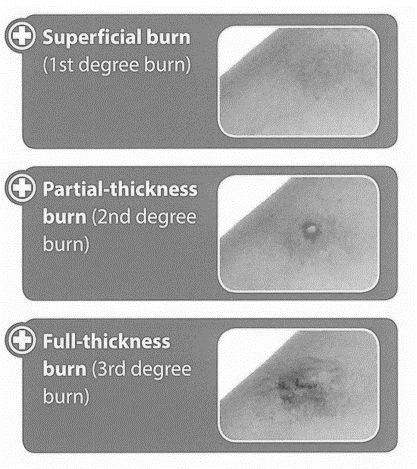 Superficial burn
(1st degree burn)
Partial-thickness
burn (2nd degree
burn)
Full-thickness
burn (3rd degree
burn)